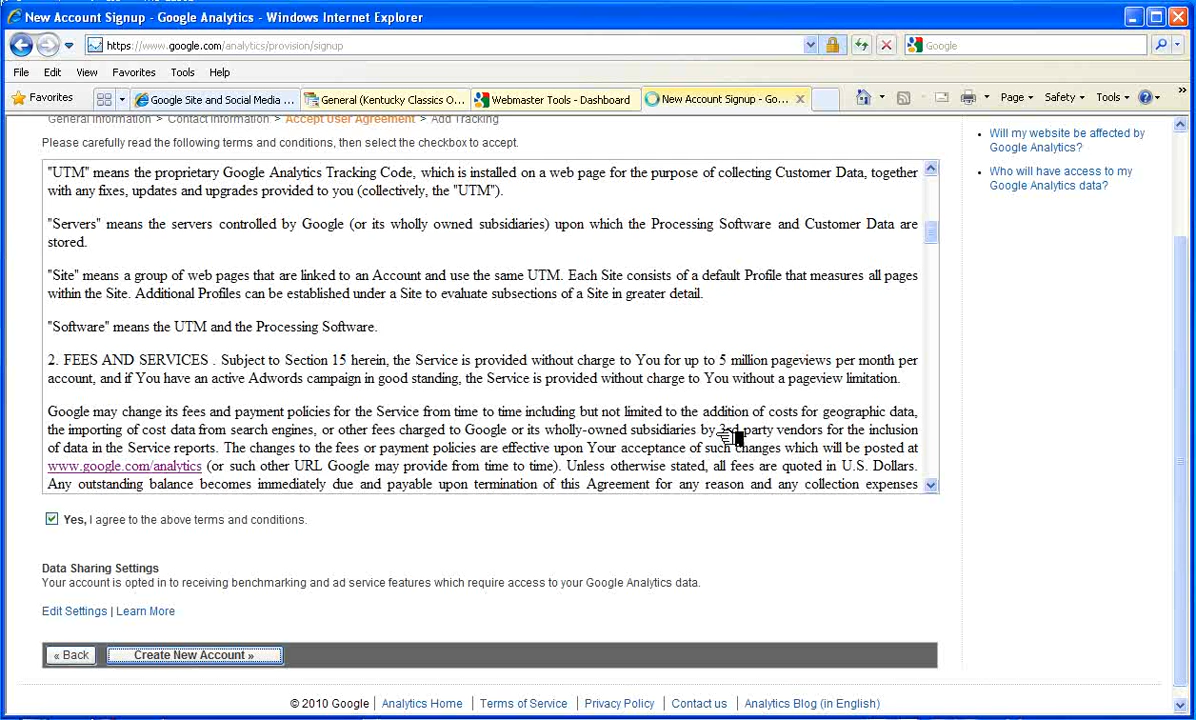 New Account Signup - Google Analytics - Windows Internet Explorer
https://www.google.com/analytics/provision/signup
Google
File Edit View Favorites Tools Help
Favorites
Google Site and Social Media ...
General (Kentucky Classics O...
Webmaster Tools - Dashboard
New Account Signup - Go...
Page Safety Tools
General Information > Contact Information > Accept User Agreement > Add Tracking
Please carefully read the following terms and conditions, then select the checkbox to accept.
"UTM" means the proprietary Google Analytics Tracking Code, which is installed on a web page for the purpose of collecting Customer Data, together
with any fixes, updates and upgrades provided to you (collectively, the "UTM").
"Servers" means the servers controlled by Google (or its wholly owned subsidiaries) upon which the Processing Software and Customer Data are
stored.
"Site" means a group of web pages that are linked to an Account and use the same UTM. Each Site consists of a default Profile that measures all pages
within the Site. Additional Profiles can be established under a Site to evaluate subsections of a Site in greater detail.
"Software" means the UTM and the Processing Software.
2. FEES AND SERVICES . Subject to Section 15 herein, the Service is provided without charge to You for up to 5 million pageviews per month per
account, and if You have an active Adwords campaign in good standing, the Service is provided without charge to You without a pageview limitation.
Google may change its fees and payment policies for the Service from time to time including but not limited to the addition of costs for geographic data,
the importing of cost data from search engines, or other fees charged to Google or its wholly-owned subsidiaries by 3rd party vendors for the inclusion
of data in the Service reports. The changes to the fees or payment policies are effective upon Your acceptance of such changes which will be posted at
www.google.com/analytics (or such other URL Google may provide from time to time). Unless otherwise stated, all fees are quoted in U.S. Dollars.
Any outstanding balance becomes immediately due and payable upon termination of this Agreement for any reason and any collection expenses
Yes, I agree to the above terms and conditions.
Data Sharing Settings
Your account is opted in to receiving benchmarking and ad service features which require access to your Google Analytics data.
Edit Settings | Learn More
« Back
Create New Account »
Will my website be affected by
Google Analytics?
Who will have access to my
Google Analytics data?
© 2010 Google | Analytics Home | Terms of Service | Privacy Policy | Contact us | Analytics Blog (in English)